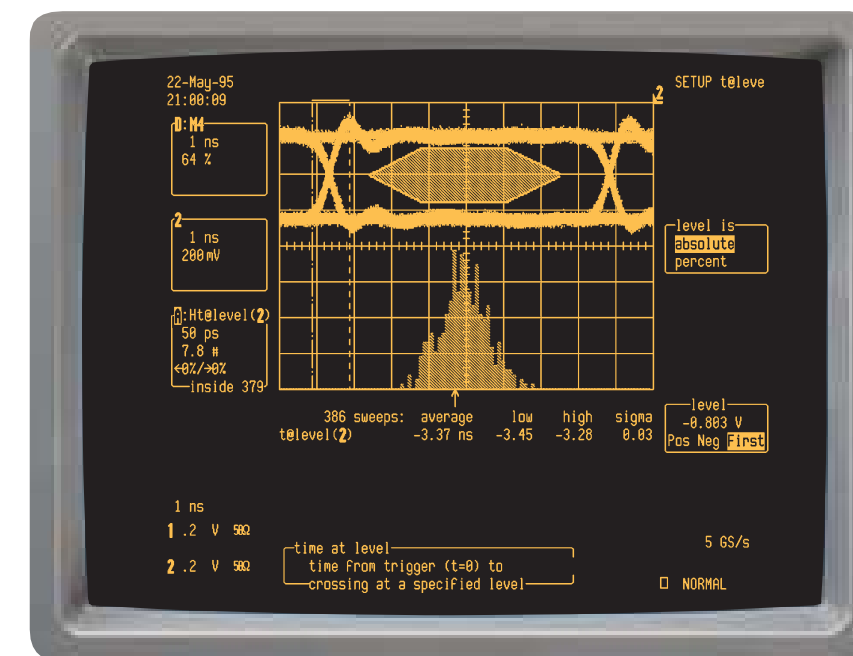 22-May-95
21:00:09
SETUP t@leve
2
D:M4
1 ns
64 %
2
1 ns
200mV
level is
absolute
percent
A:Ht@level(2)
50 ps
7.8 #
←0%/→0%
inside 379
386 sweeps: average low high sigma
t@level(2) -3.37 ns -3.45 -3.28 0.03
level
-0.803 V
Pos Neg First
1 ns
1 .2 V 50Ω
2 .2 V 50Ω
5 GS/s
time at level
time from trigger (t=0) to
crossing at a specified level
NORMAL